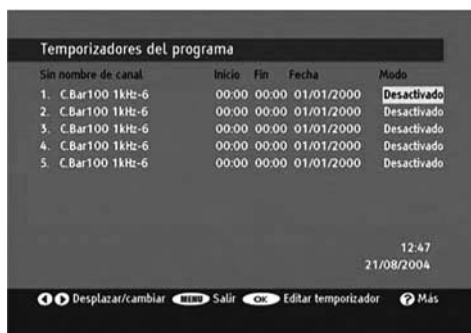 Temporizadores del programa
Sin nombre de canal Inicio Fin Fecha Modo
1. C.Bar100 1kHz-6 00:00 00:00 01/01/2000 Desactivado
2. C.Bar100 1kHz-6 00:00 00:00 01/01/2000 Desactivado
3. C.Bar100 1kHz-6 00:00 00:00 01/01/2000 Desactivado
4. C.Bar100 1kHz-6 00:00 00:00 01/01/2000 Desactivado
5. C.Bar100 1kHz-6 00:00 00:00 01/01/2000 Desactivado
12:47
21/08/2004
Desplazar/cambiar MENU Salir OK Editar temporizador ? Más